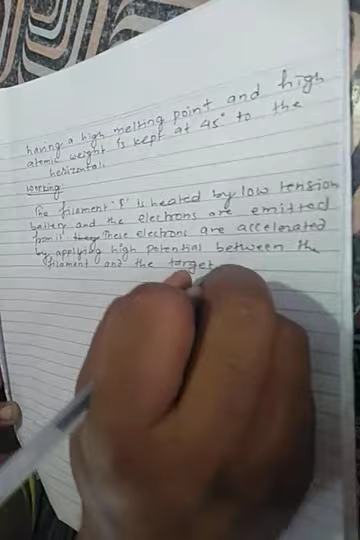 having a high melting point and high
atomic weight is kept at 45° to the
horizontal.
Working:
The filament 'F' is heated by low tension
battery and the electrons are emitted
from it. These electrons are accelerated
by applying high potential between the
filament and the target